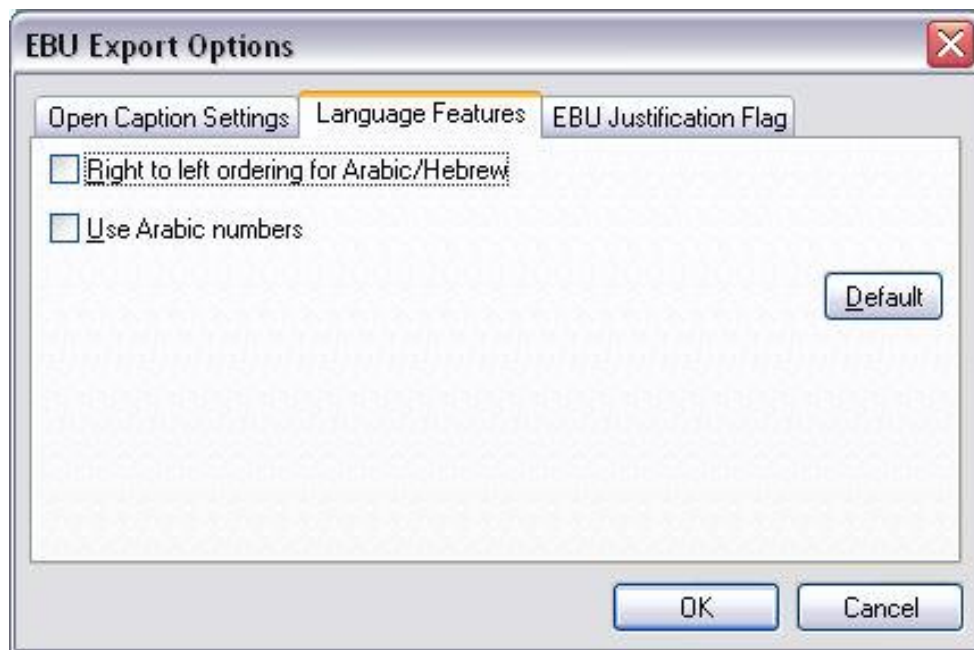 EBU Export Options
Open Caption Settings Language Features EBU Justification Flag
Right to left ordering for Arabic/Hebrew
Use Arabic numbers
Default
OK Cancel